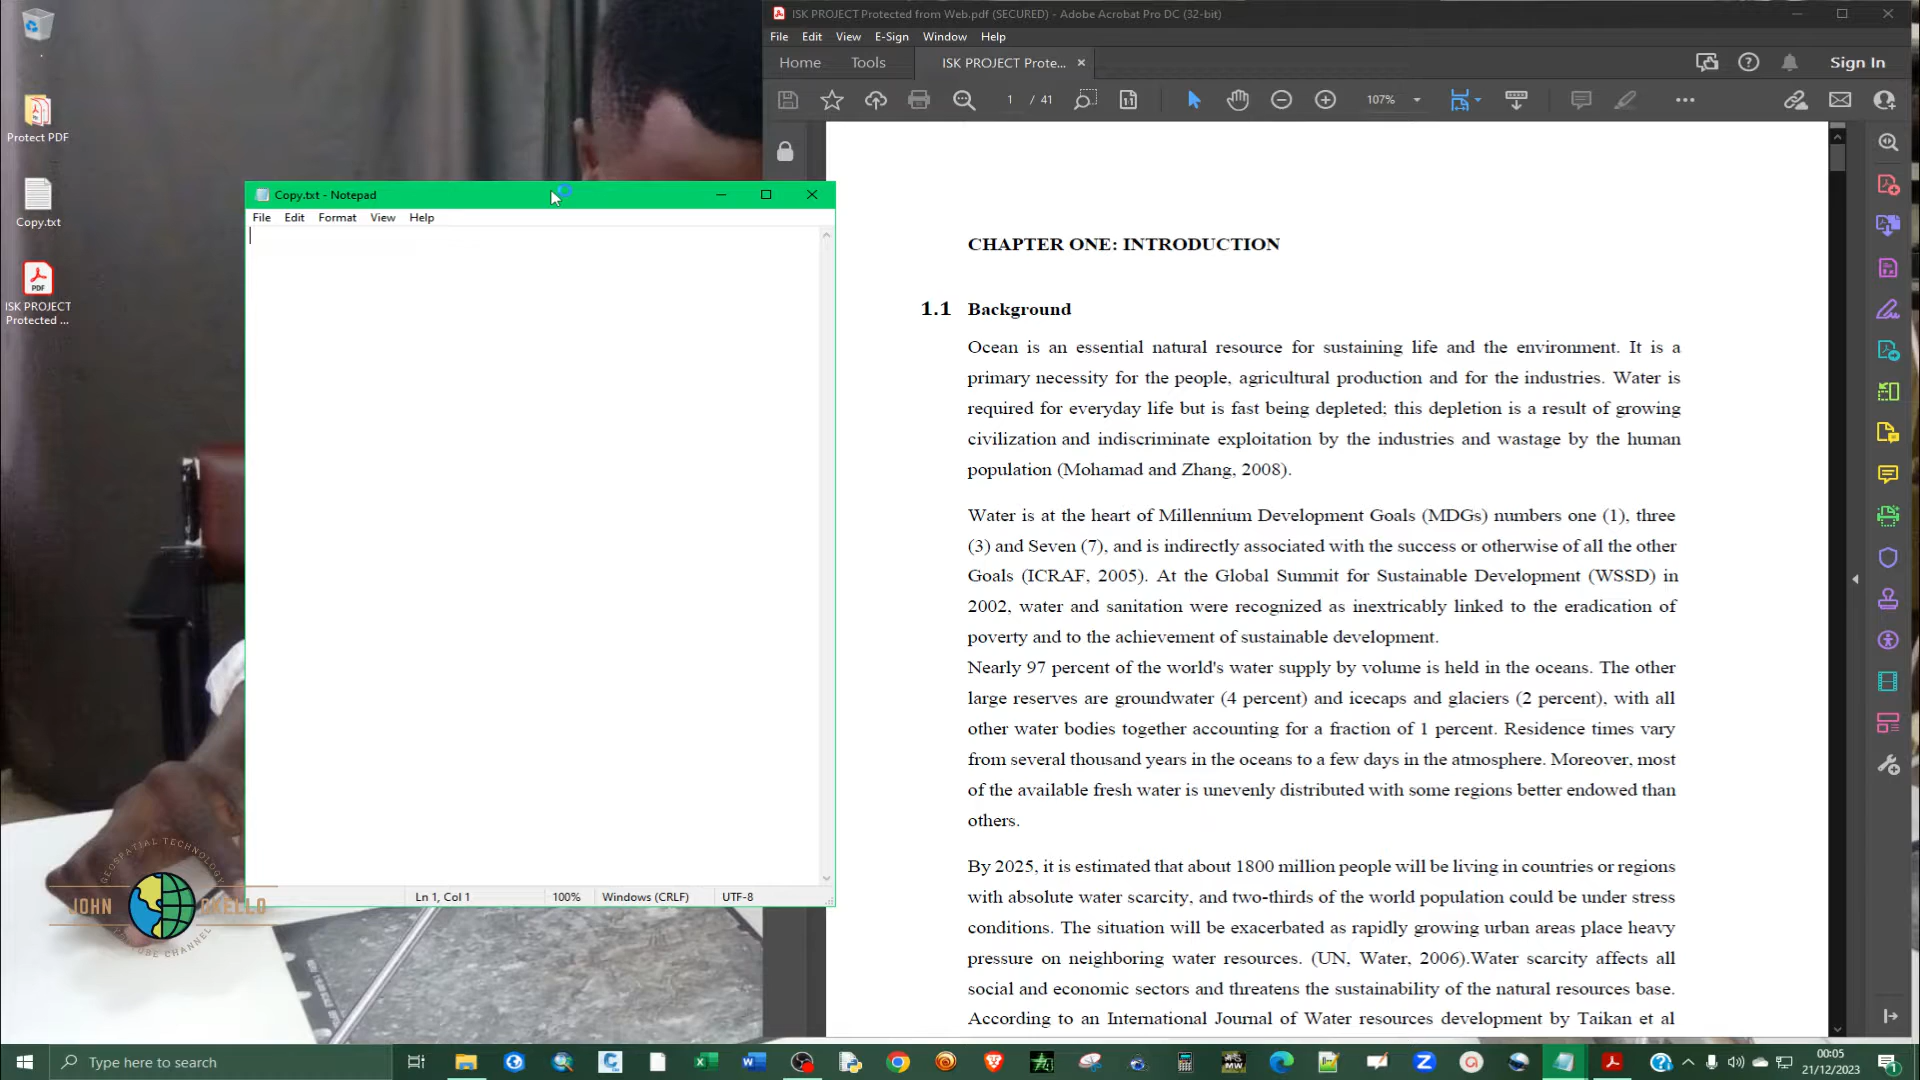 .
Protect PDF
Copy.txt
ISK PROJECT
Protected ...
Copy.txt - Notepad
File Edit Format View Help
Ln 1, Col 1 100% Windows (CRLF) UTF-8
GEOSPATIAL TECHNOLOGY
JOHN OKELLO
YOUTUBE CHANNEL
ISK PROJECT Protected from Web.pdf (SECURED) - Adobe Acrobat Pro DC (32-bit)
File Edit View E-Sign Window Help
Home Tools ISK PROJECT Prote... Sign In
1 / 41 107%
CHAPTER ONE: INTRODUCTION
1.1 Background
Ocean is an essential natural resource for sustaining life and the environment. It is a
primary necessity for the people, agricultural production and for the industries. Water is
required for everyday life but is fast being depleted; this depletion is a result of growing
civilization and indiscriminate exploitation by the industries and wastage by the human
population (Mohamad and Zhang, 2008).
Water is at the heart of Millennium Development Goals (MDGs) numbers one (1), three
(3) and Seven (7), and is indirectly associated with the success or otherwise of all the other
Goals (ICRAF, 2005). At the Global Summit for Sustainable Development (WSSD) in
2002, water and sanitation were recognized as inextricably linked to the eradication of
poverty and to the achievement of sustainable development.
Nearly 97 percent of the world's water supply by volume is held in the oceans. The other
large reserves are groundwater (4 percent) and icecaps and glaciers (2 percent), with all
other water bodies together accounting for a fraction of 1 percent. Residence times vary
from several thousand years in the oceans to a few days in the atmosphere. Moreover, most
of the available fresh water is unevenly distributed with some regions better endowed than
others.
By 2025, it is estimated that about 1800 million people will be living in countries or regions
with absolute water scarcity, and two-thirds of the world population could be under stress
conditions. The situation will be exacerbated as rapidly growing urban areas place heavy
pressure on neighboring water resources. (UN, Water, 2006).Water scarcity affects all
social and economic sectors and threatens the sustainability of the natural resources base.
According to an International Journal of Water resources development by Taikan et al
Type here to search
00:05
21/12/2023